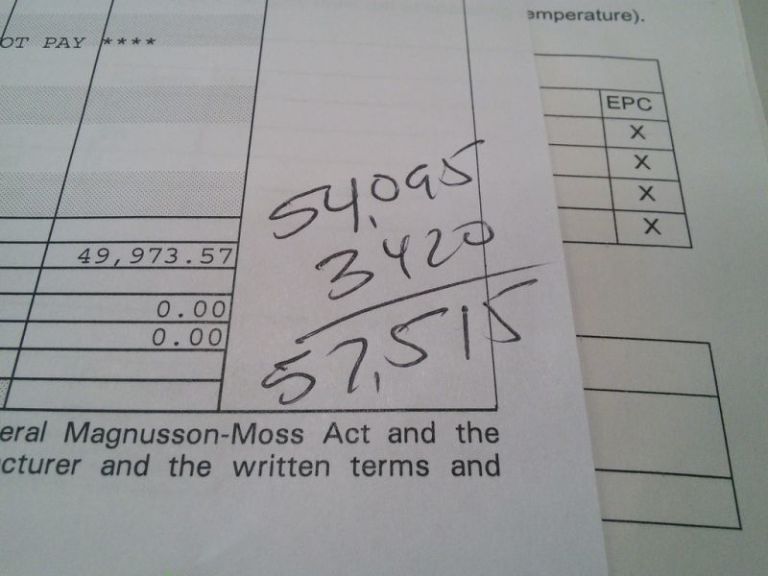 emperature).
OT PAY ****
EPC
X
X
X
X
54,095
3420
57,515
49,973.57
0.00
0.00
eral Magnusson-Moss Act and the
cturer and the written terms and